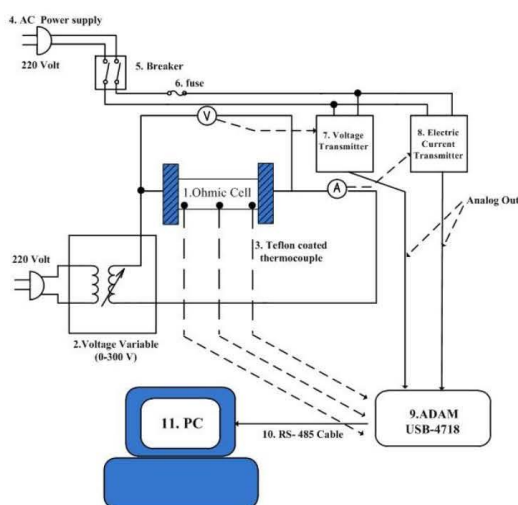 4. AC Power supply
220 Volt
5. Breaker
6. fuse
V
7. Voltage
Transmitter
8. Electric
Current
Transmitter
1.Ohmic Cell
A
Analog Out
3. Teflon coated
thermocouple
220 Volt
2.Voltage Variable
(0-300 V)
9.ADAM
USB-4718
11. PC
10. RS- 485 Cable